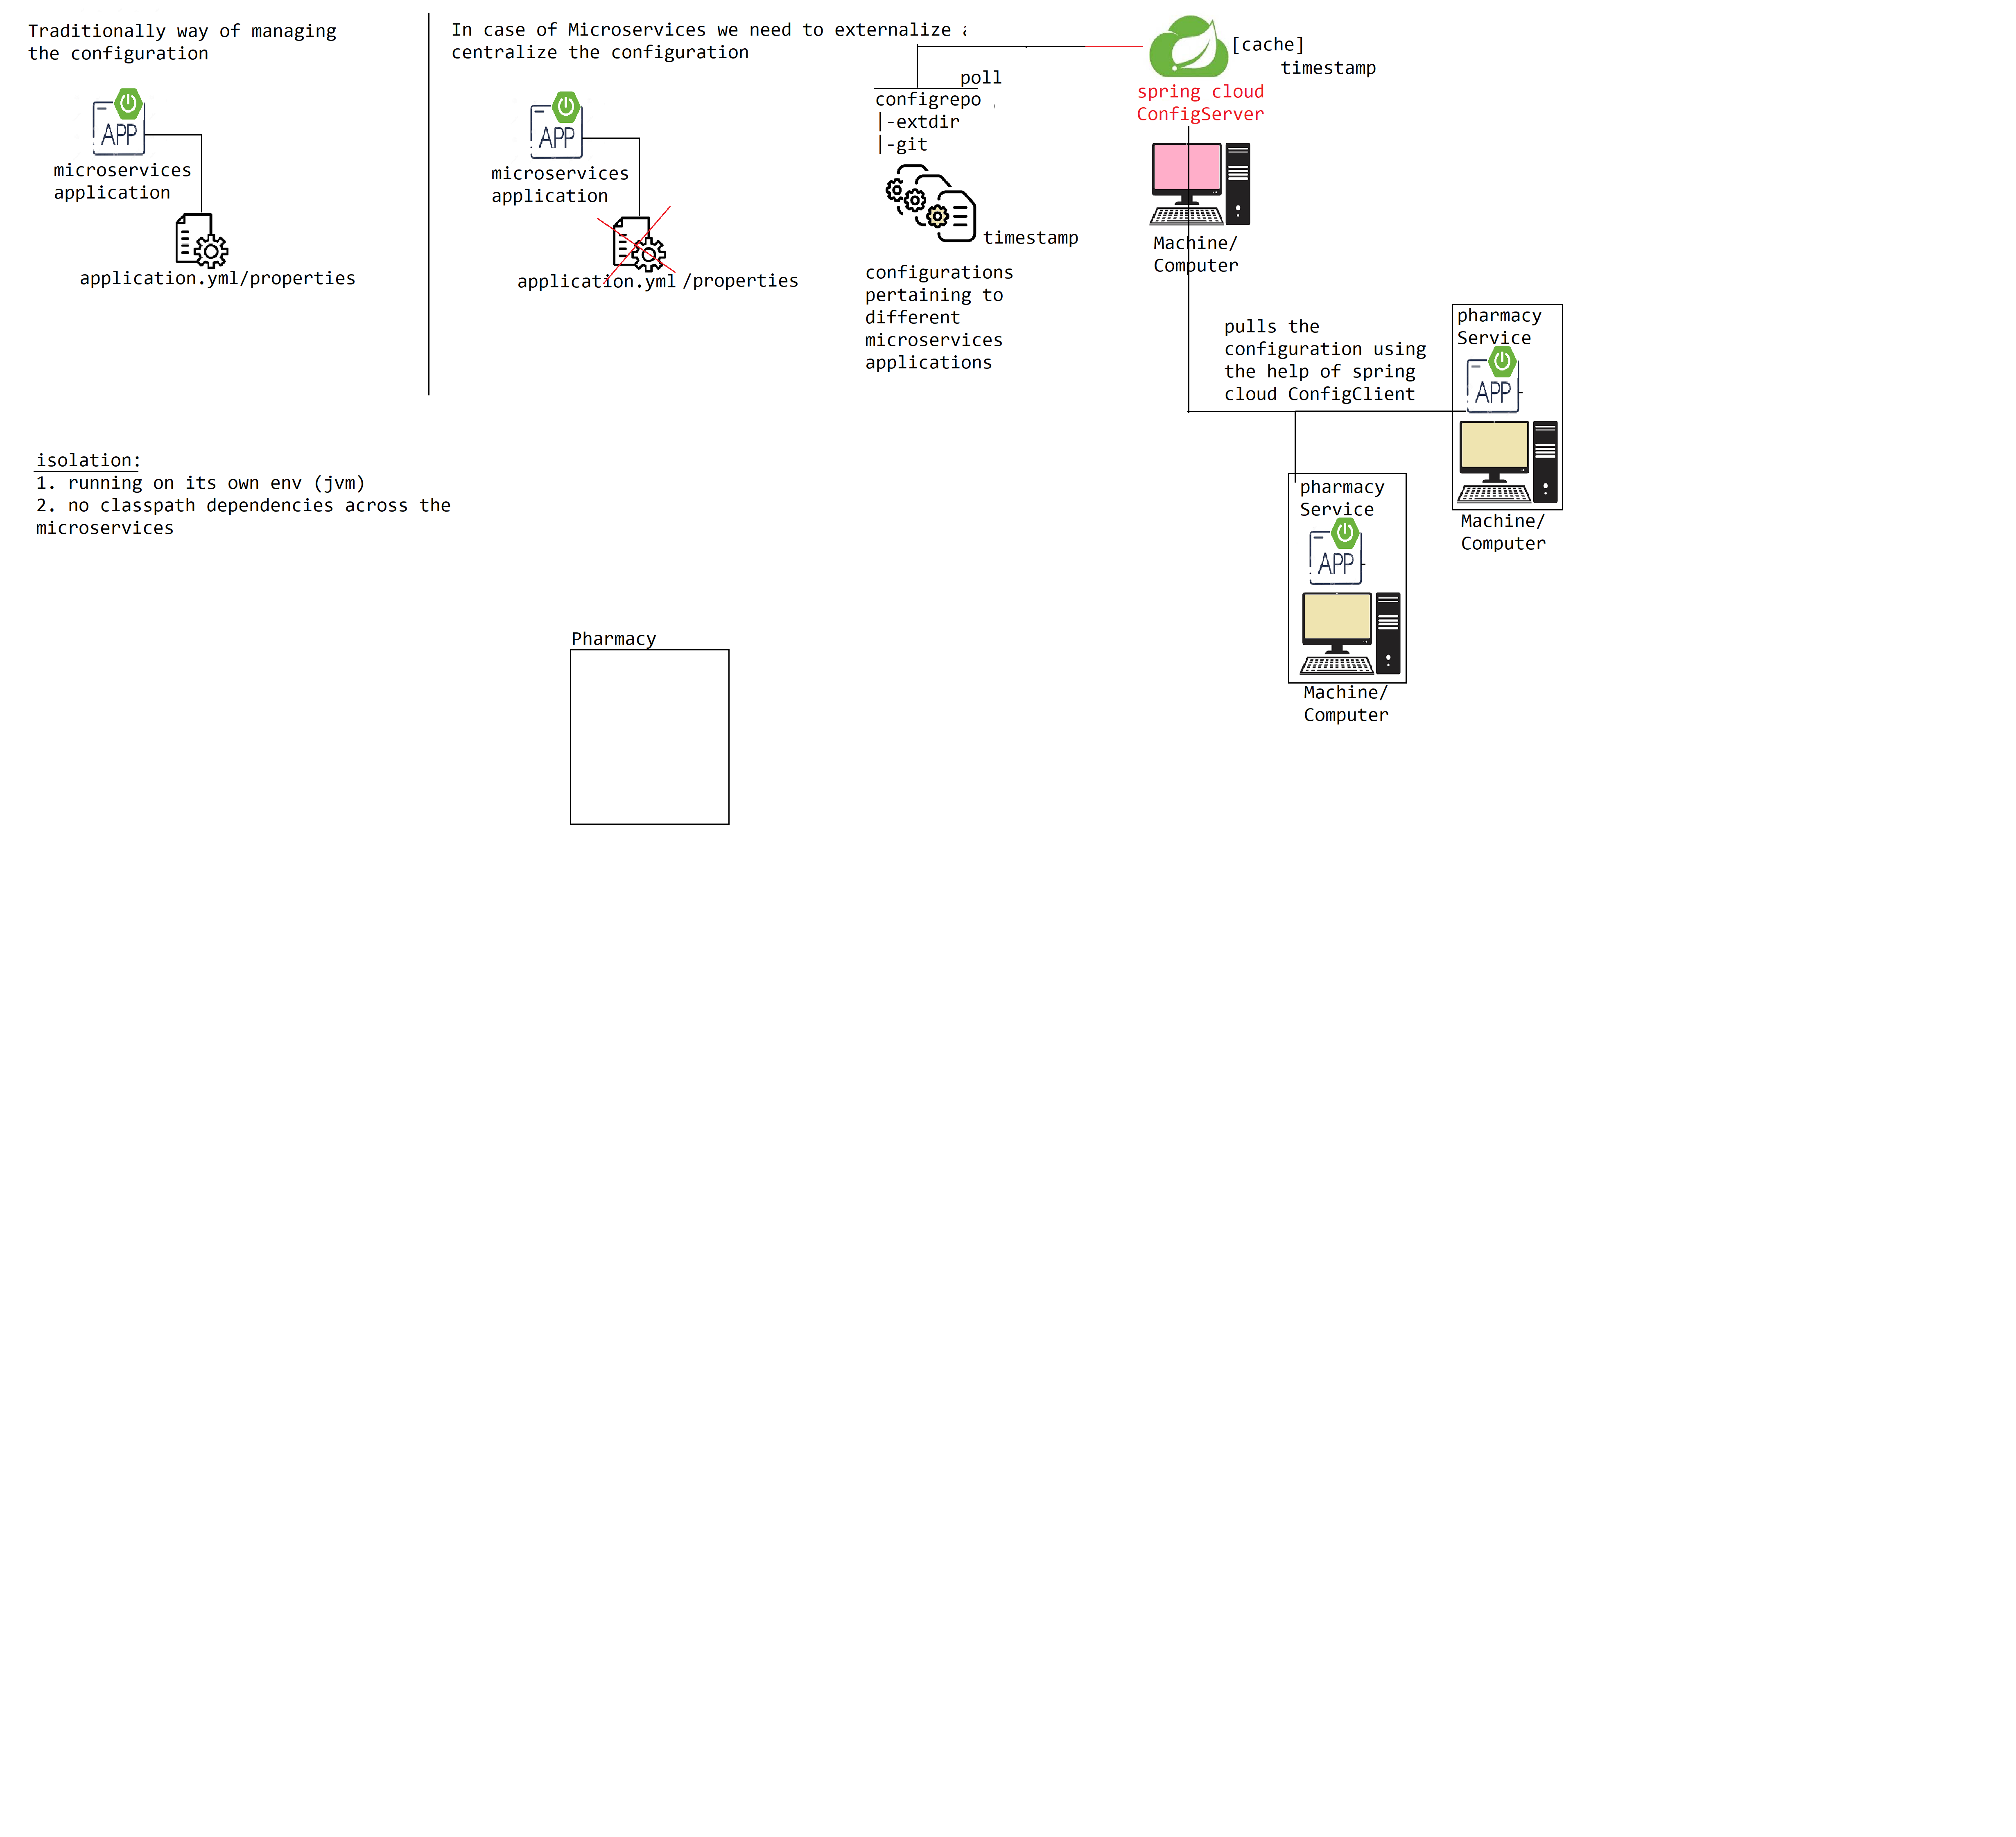 Traditionally way of managing
the configuration
APP
microservices
application
application.yml/properties
In case of Microservices we need to externalize
centralize the configuration
APP
microservices
application
application.yml /properties
poll
configrepo
|-extdir
|-git
timestamp
configurations
pertaining to
different
microservices
applications
[cache]
timestamp
spring cloud
ConfigServer
Machine/
Computer
pulls the
configuration using
the help of spring
cloud ConfigClient
pharmacy
Service
APP
Machine/
Computer
pharmacy
Service
APP
Machine/
Computer
isolation:
1. running on its own env (jvm)
2. no classpath dependencies across the
microservices
Pharmacy